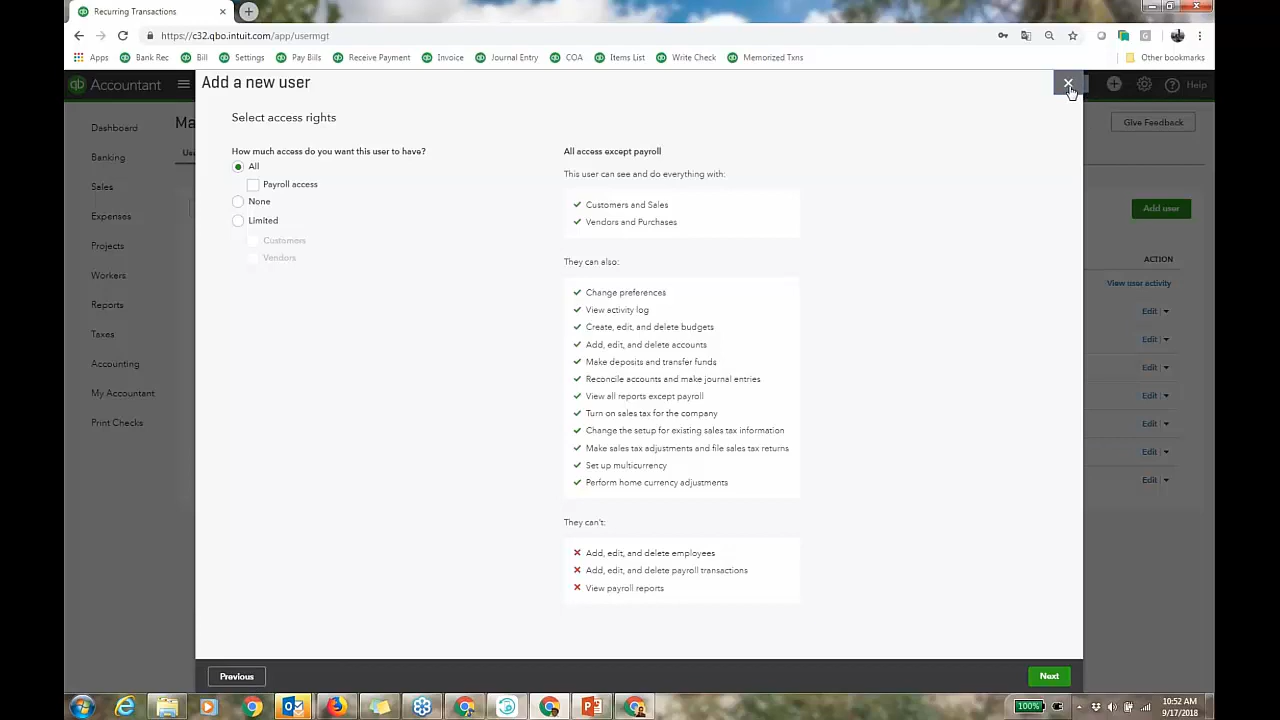 Recurring Transactions
https://c32.qbo.intuit.com/app/usermgt
Apps
Bank Rec
Bill
Settings
Pay Bills
Receive Payment
Invoice
Journal Entry
COA
Items List
Write Check
Memorized Txns
Other bookmarks
qb Accountant
Help
Add a new user
Give Feedback
Dashboard
Banking
Sales
Expenses
Projects
Workers
Reports
Taxes
Accounting
My Accountant
Print Checks
Add user
ACTION
View user activity
Edit
Edit
Edit
Edit
Edit
Edit
Edit
Select access rights
How much access do you want this user to have?
All
Payroll access
None
Limited
Customers
Vendors
All access except payroll
This user can see and do everything with:
Customers and Sales
Vendors and Purchases
They can also:
Change preferences
View activity log
Create, edit, and delete budgets
Add, edit, and delete accounts
Make deposits and transfer funds
Reconcile accounts and make journal entries
View all reports except payroll
Turn on sales tax for the company
Change the setup for existing sales tax information
Make sales tax adjustments and file sales tax returns
Set up multicurrency
Perform home currency adjustments
They can't:
Add, edit, and delete employees
Add, edit, and delete payroll transactions
View payroll reports
Previous
Next
100%
10:52 AM
9/17/2018